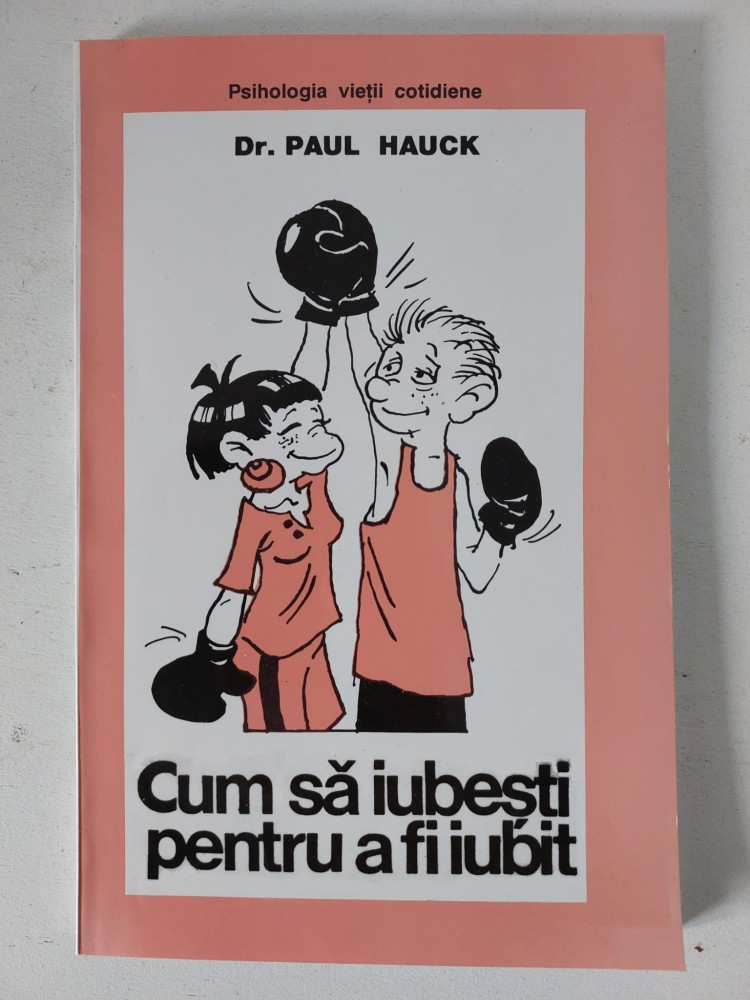 Psihologia vieții cotidiene
Dr. PAUL HAUCK
Cum să iubești
pentru a fi iubit